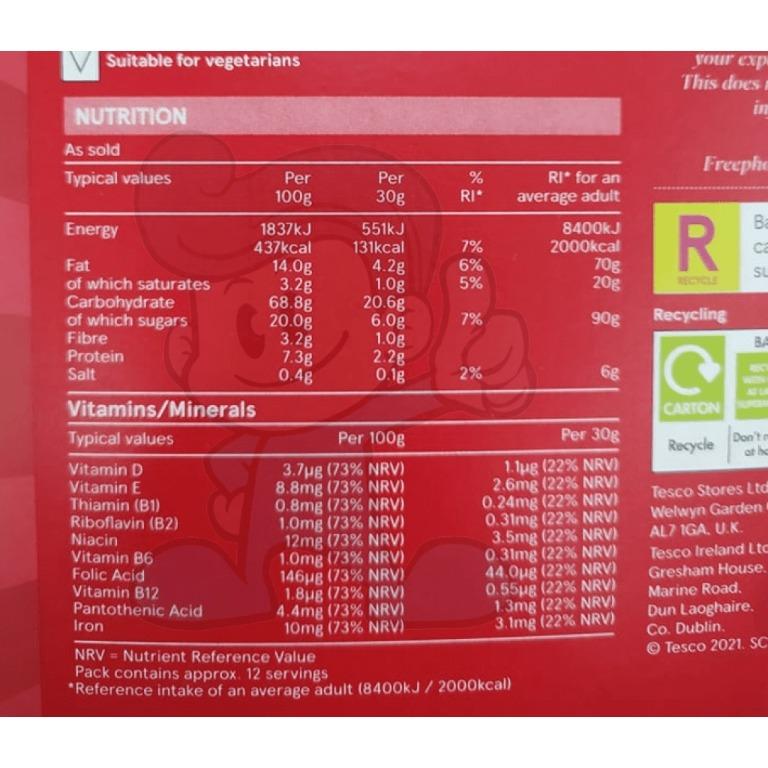 Suitable for vegetarians
NUTRITION
As sold
Typical values Per 100g Per 30g % RI* RI* for an average adult
Energy 1837kJ 551kJ 8400kJ
437kcal 131kcal 7% 2000kcal
Fat 14.0g 4.2g 6% 70g
of which saturates 3.2g 1.0g 5% 20g
Carbohydrate 68.8g 20.6g
of which sugars 20.0g 6.0g 7% 90g
Fibre 3.2g 1.0g
Protein 7.3g 2.2g
Salt 0.4g 0.1g 2% 6g
Vitamins/Minerals
Typical values Per 100g Per 30g
Vitamin D 3.7µg (73% NRV) 1.1µg (22% NRV)
Vitamin E 8.8mg (73% NRV) 2.6mg (22% NRV)
Thiamin (B1) 0.8mg (73% NRV) 0.24mg (22% NRV)
Riboflavin (B2) 1.0mg (73% NRV) 0.31mg (22% NRV)
Niacin 12mg (73% NRV) 3.5mg (22% NRV)
Vitamin B6 1.0mg (73% NRV) 0.31mg (22% NRV)
Folic Acid 146µg (73% NRV) 44.0µg (22% NRV)
Vitamin B12 1.8µg (73% NRV) 0.55µg (22% NRV)
Pantothenic Acid 4.4mg (73% NRV) 1.3mg (22% NRV)
Iron 10mg (73% NRV) 3.1mg (22% NRV)
NRV = Nutrient Reference Value
Pack contains approx. 12 servings
*Reference intake of an average adult (8400kJ / 2000kcal)
your exp
This does
in
Freepho
R
RECYCLE
Ba
ca
su
Recycling
BA
CARTON
Recycle
Don't
at ho
Tesco Stores Ltd
Welwyn Garden
AL7 1GA, U.K.
Tesco Ireland Ltd
Gresham House,
Marine Road,
Dun Laoghaire,
Co. Dublin.
© Tesco 2021. SC